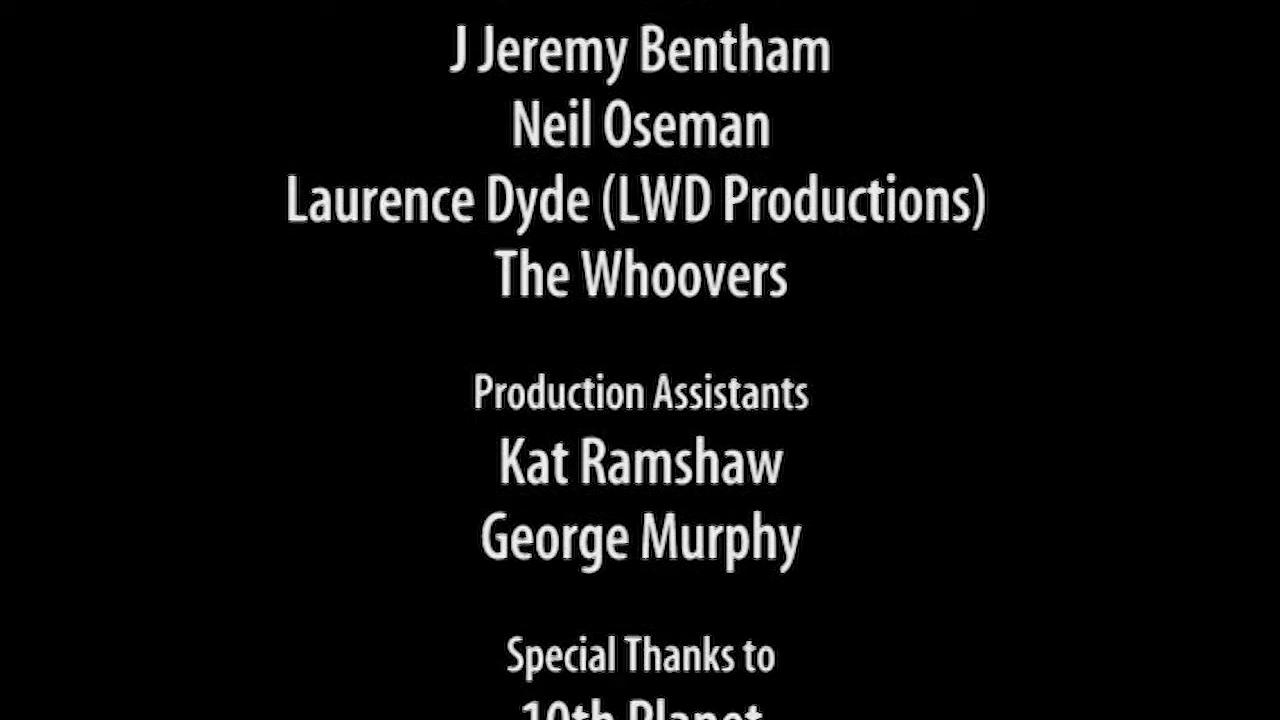 J Jeremy Bentham
Neil Oseman
Laurence Dyde (LWD Productions)
The Whoovers
Production Assistants
Kat Ramshaw
George Murphy
Special Thanks to
10th Planet